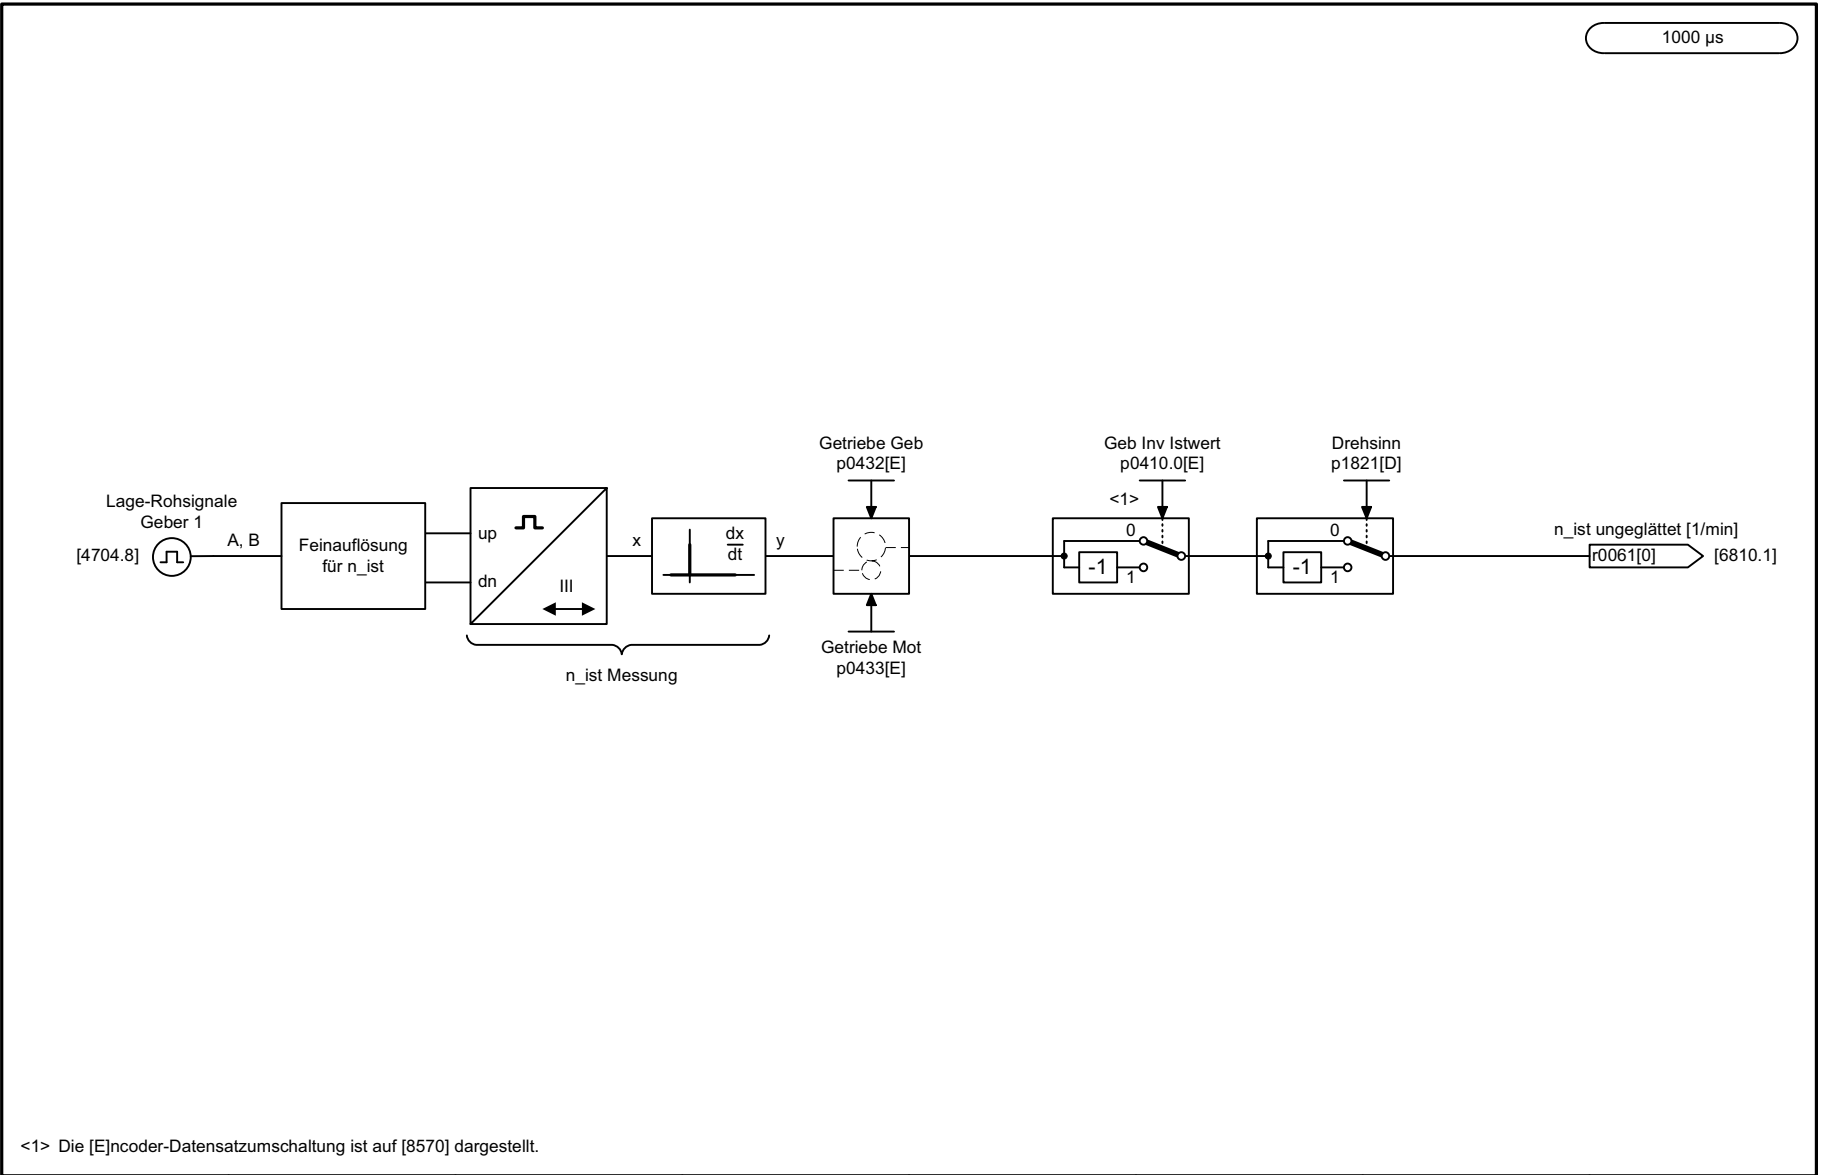 1000 µs
Getriebe Geb
p0432[E]
Geb Inv Istwert
p0410.0[E]
<1>
Drehsinn
p1821[D]
Lage-Rohsignale
Geber 1
[4704.8]
A, B
Feinauflösung
für n_ist
up
dn
III
x
dx
dt
y
0
-1
1
0
-1
1
n_ist ungeglättet [1/min]
r0061[0]
[6810.1]
Getriebe Mot
p0433[E]
n_ist Messung
<1> Die [E]ncoder-Datensatzumschaltung ist auf [8570] dargestellt.